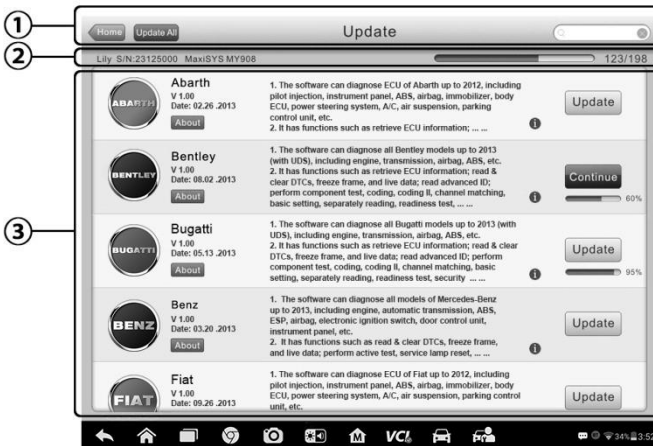 1
Home Update All Update
2
Lily S/N:23125000 MaxiSYS MY908 123/198
3
ABARTH
Abarth
V 1.00
Date: 02.26 .2013
About
1. The software can diagnose ECU of Abarth up to 2012, including
pilot injection, instrument panel, ABS, airbag, immobilizer, body
ECU, power steering system, A/C, air suspension, parking
control unit, etc.
2. It has functions such as retrieve ECU information; ... ...
Update
BENTLEY
Bentley
V 1.00
Date: 08.02 .2013
About
1. The software can diagnose all Bentley models up to 2013
(with UDS), including engine, transmission, airbag, ABS, etc.
2. It has functions such as retrieve ECU information; read &
clear DTCs, freeze frame, and live data; read advanced ID;
perform component test, coding, coding II, channel matching,
basic setting, separately reading, readiness test, ... ...
Continue
60%
BUGATTI
Bugatti
V 1.00
Date: 05.13 .2013
About
1. The software can diagnose all Bugatti models up to 2013 (with
UDS), including engine, transmission, airbag, ABS, etc.
2. It has functions such as retrieve ECU information; read & clear
DTCs, freeze frame, and live data; read advanced ID; perform
component test, coding, coding II, channel matching, basic
setting, separately reading, readiness test, security ... ...
Update
95%
BENZ
Benz
V 1.00
Date: 03.20 .2013
About
1. The software can diagnose all models of Mercedes-Benz
up to 2013, including engine, automatic transmission, ABS,
ESP, airbag, electronic ignition switch, door control unit,
instrument panel, etc.
2. It has functions such as read & clear DTCs, freeze frame,
and live data; perform active test, service lamp reset, ... ...
Update
FIAT
Fiat
V 1.00
Date: 09.26 .2013
1. The software can diagnose ECU of Fiat up to 2012, including
pilot injection, instrument panel, ABS, airbag, immobilizer, body
ECU, power steering system, A/C, air suspension, parking control
unit, etc.
Update
M VCI 34% 3:52